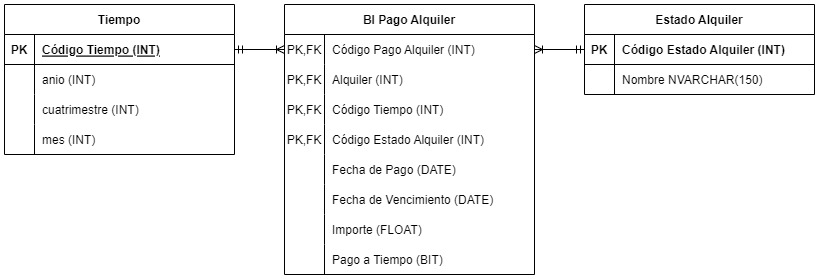 Tiempo
PK Código Tiempo (INT)
anio (INT)
cuatrimestre (INT)
mes (INT)
BI Pago Alquiler
PK,FK Código Pago Alquiler (INT)
PK,FK Alquiler (INT)
PK,FK Código Tiempo (INT)
PK,FK Código Estado Alquiler (INT)
Fecha de Pago (DATE)
Fecha de Vencimiento (DATE)
Importe (FLOAT)
Pago a Tiempo (BIT)
Estado Alquiler
PK Código Estado Alquiler (INT)
Nombre NVARCHAR(150)